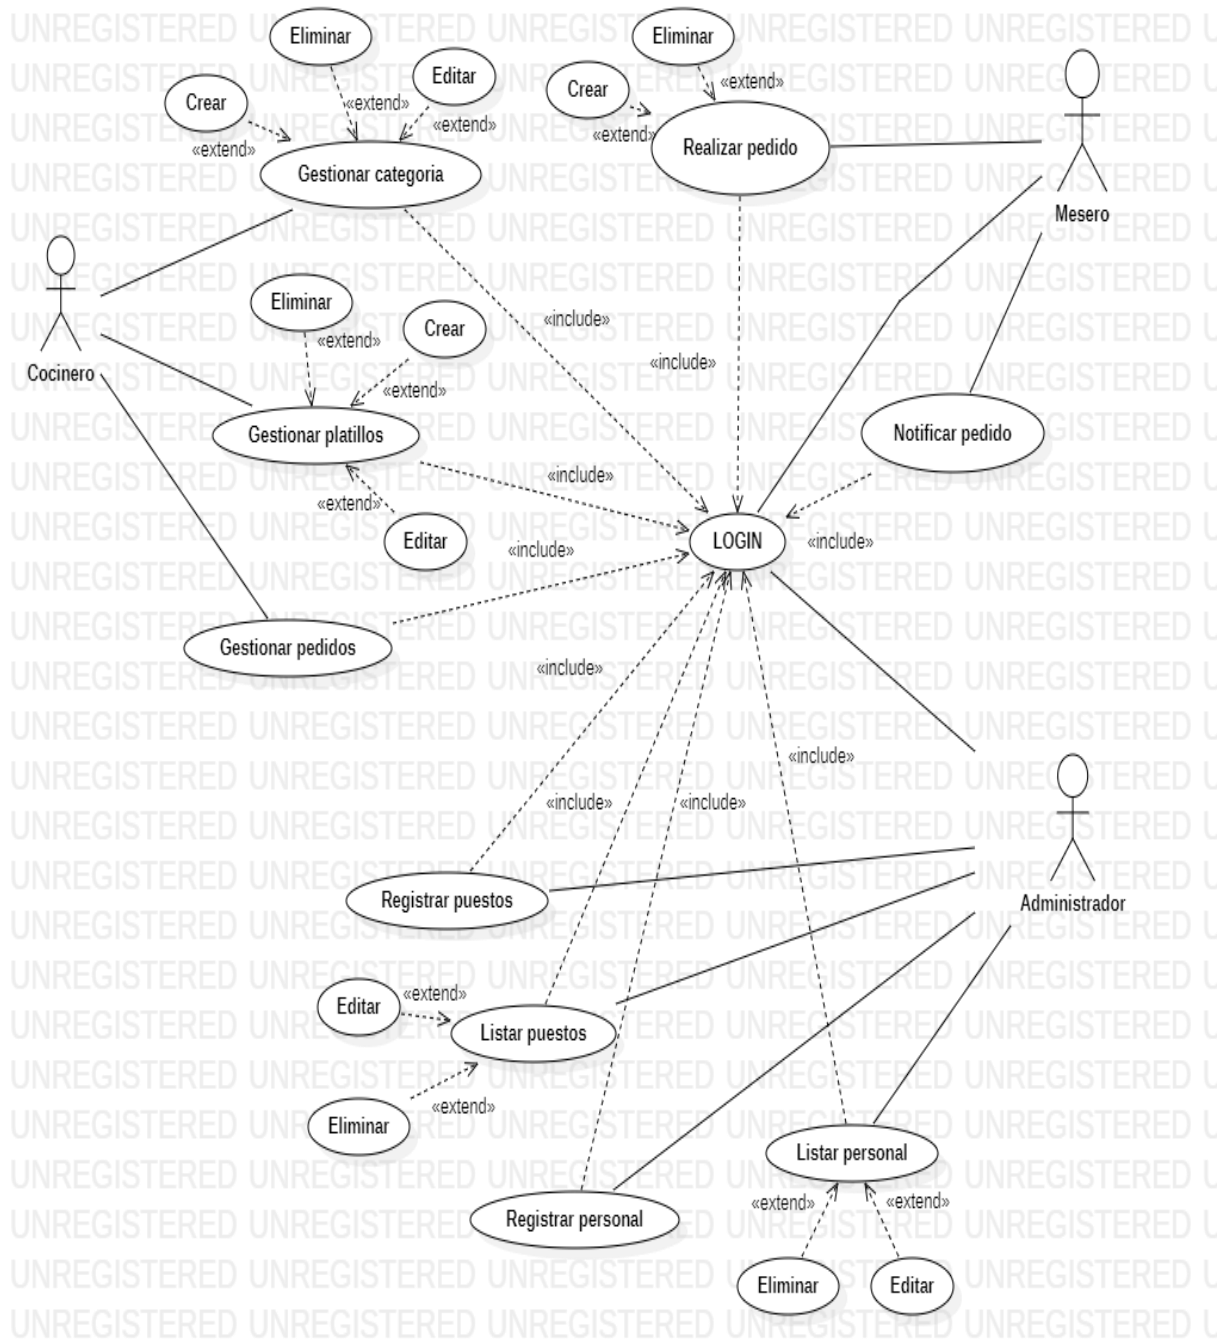 Eliminar
Eliminar
Editar
Crear
«extend»
«extend»
Crear
«extend»
«extend»
«extend»
Realizar pedido
Gestionar categoria
Mesero
Cocinero
Eliminar
Crear
«extend»
«extend»
«include»
«include»
Gestionar platillos
Notificar pedido
«include»
«extend»
Editar
LOGIN
«include»
«include»
Gestionar pedidos
«include»
«include»
«include»
«include»
Registrar puestos
Administrador
Editar
«extend»
Listar puestos
Eliminar
«extend»
Listar personal
«extend»
«extend»
Registrar personal
Eliminar
Editar
UNREGISTERED